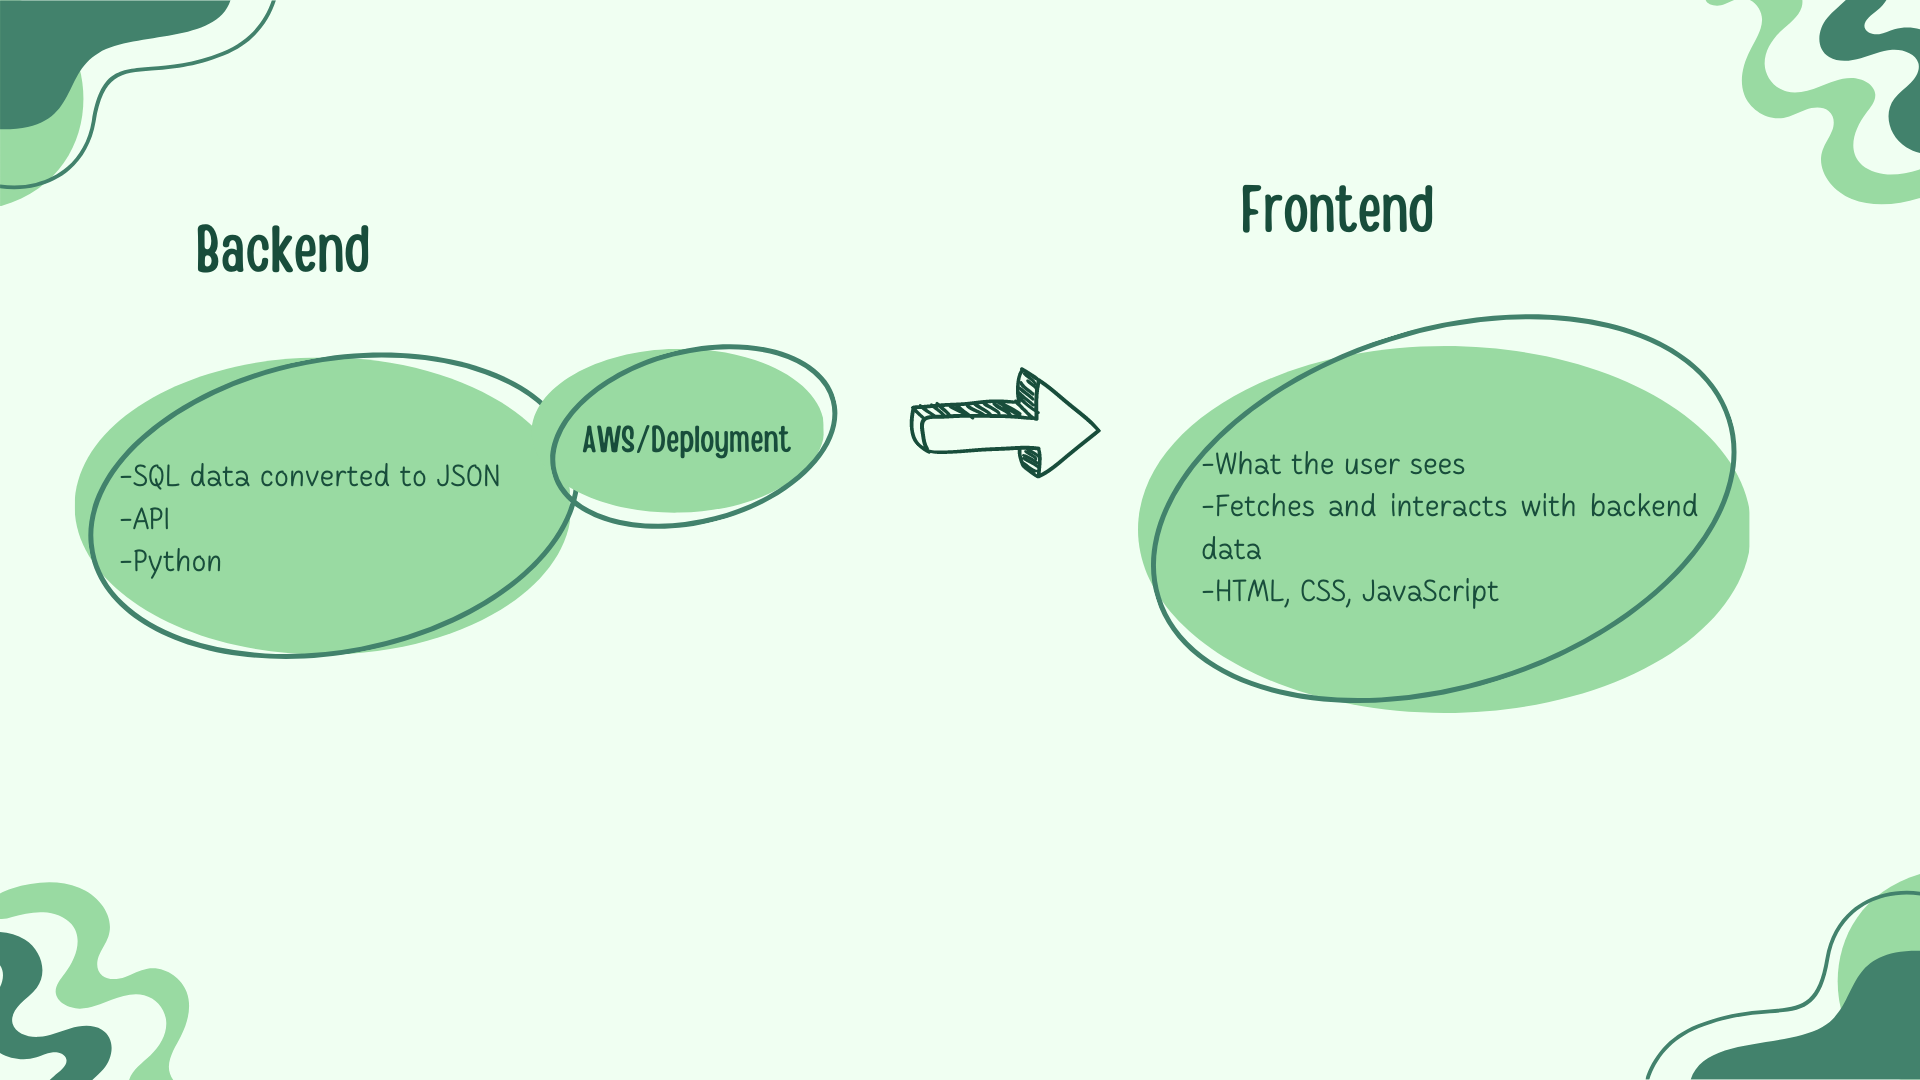 Backend
-SQL data converted to JSON
-API
-Python
AWS/Deployment
Frontend
-What the user sees
-Fetches and interacts with backend
data
-HTML, CSS, JavaScript